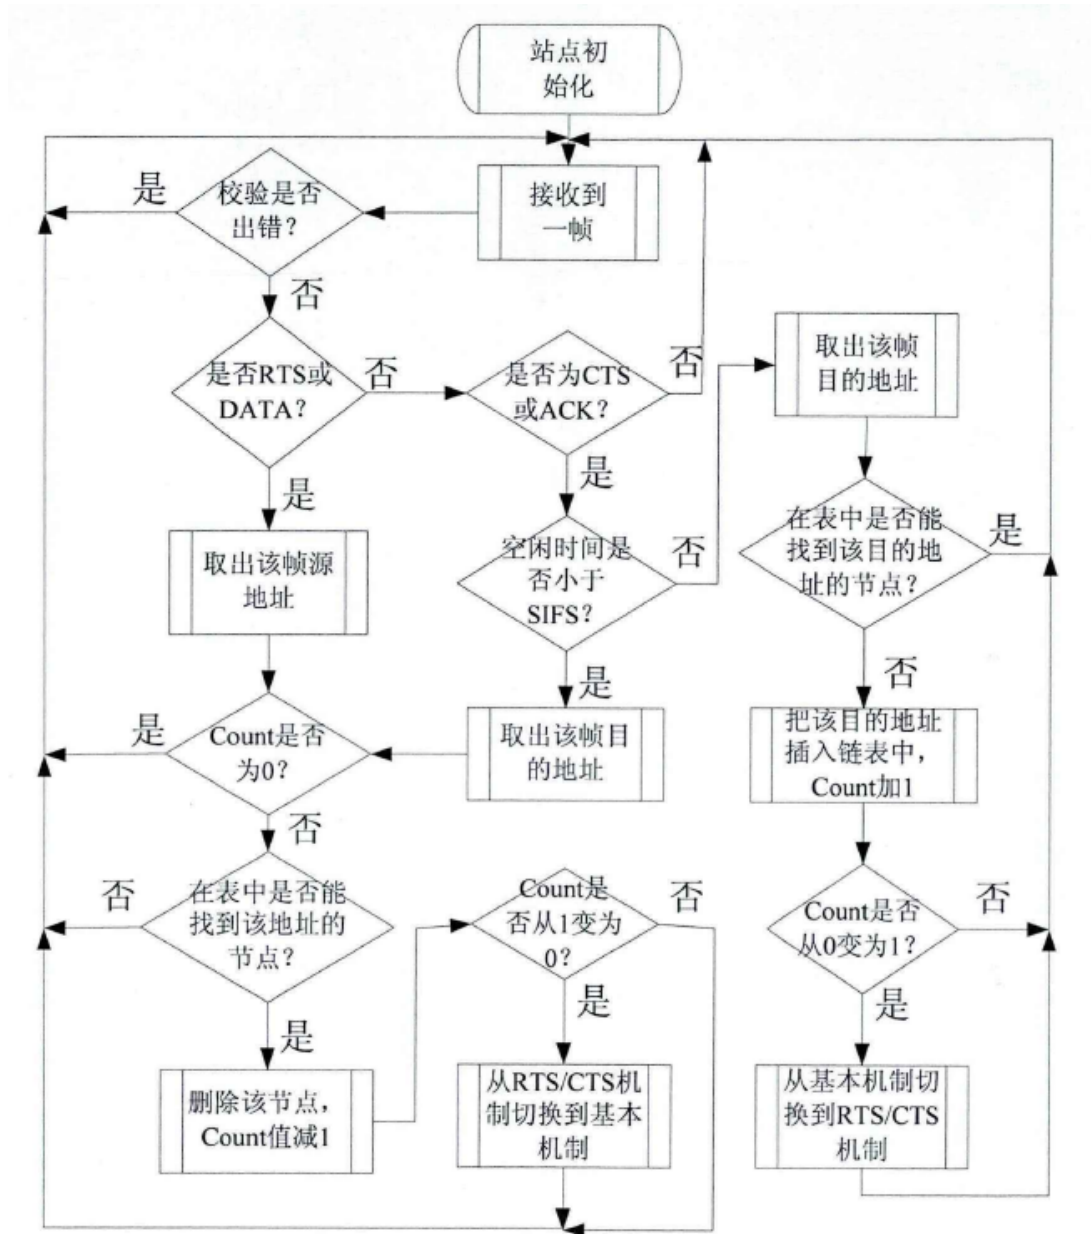 站点初
始化
接收到
一帧
校验是否
出错？
是
否
是否RTS或
DATA？
否
是
是否为CTS
或ACK？
否
是
取出该帧
目的地址
取出该帧源
地址
空闲时间是
否小于
SIFS？
否
是
在表中是否能
找到该目的地
址的节点？
是
否
Count是否
为0？
是
否
取出该帧目
的地址
把该目的地址
插入链表中，
Count加1
在表中是否能
找到该地址的
节点？
否
是
Count是
否从1变为
0？
否
是
Count是否
从0变为1？
否
是
删除该节点，
Count值减1
从RTS/CTS机
制切换到基本
机制
从基本机制切
换到RTS/CTS
机制